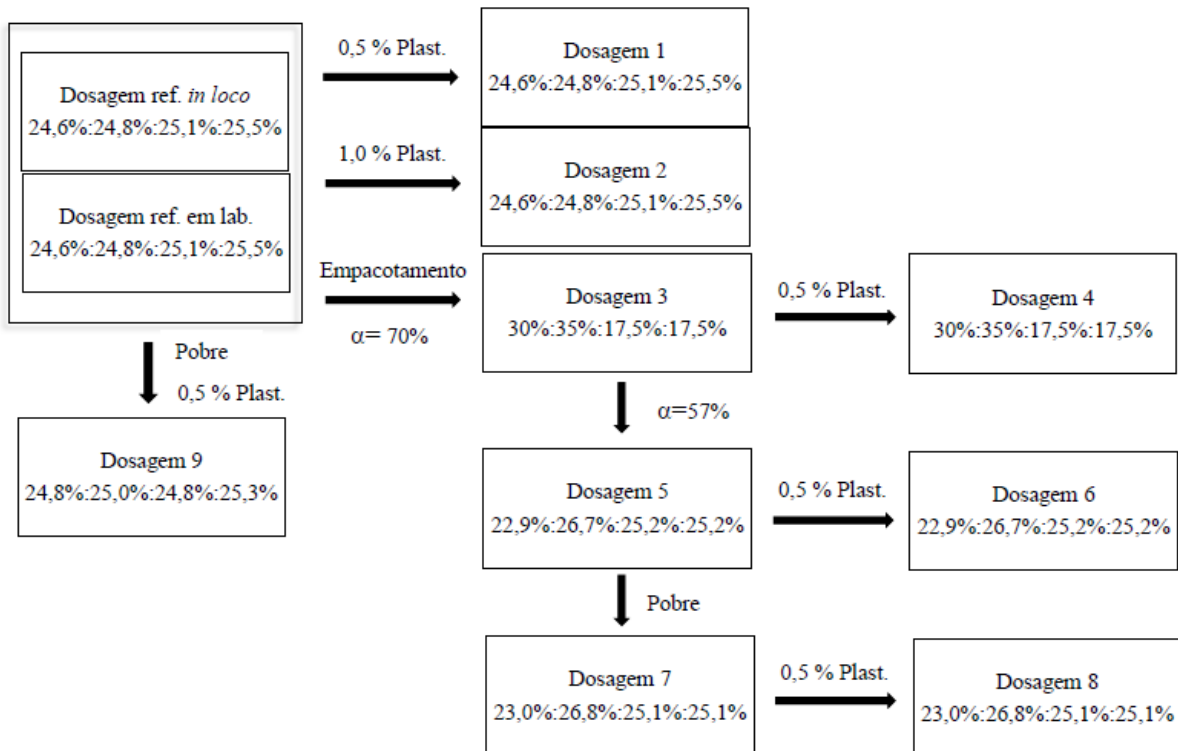 Dosagem ref. in loco
24,6%:24,8%:25,1%:25,5%
Dosagem ref. em lab.
24,6%:24,8%:25,1%:25,5%
0,5 % Plast.
Dosagem 1
24,6%:24,8%:25,1%:25,5%
1,0 % Plast.
Dosagem 2
24,6%:24,8%:25,1%:25,5%
Empacotamento
α= 70%
Dosagem 3
30%:35%:17,5%:17,5%
0,5 % Plast.
Dosagem 4
30%:35%:17,5%:17,5%
Pobre
0,5 % Plast.
Dosagem 9
24,8%:25,0%:24,8%:25,3%
α=57%
Dosagem 5
22,9%:26,7%:25,2%:25,2%
0,5 % Plast.
Dosagem 6
22,9%:26,7%:25,2%:25,2%
Pobre
Dosagem 7
23,0%:26,8%:25,1%:25,1%
0,5 % Plast.
Dosagem 8
23,0%:26,8%:25,1%:25,1%